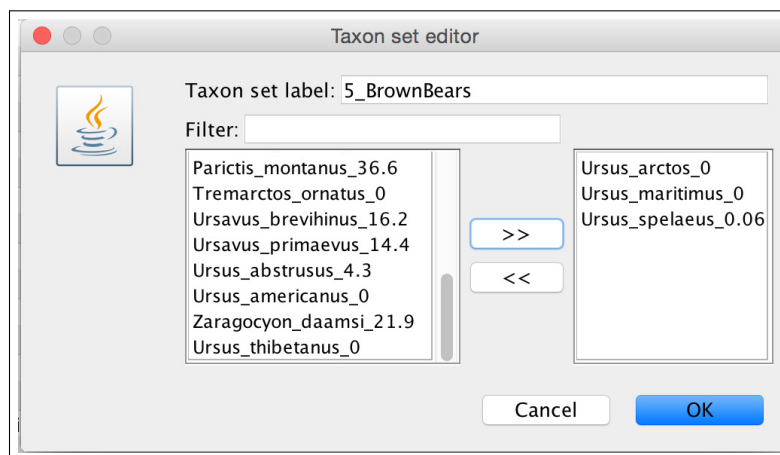 Taxon set editor
Taxon set label: 5_BrownBears
Filter:
Parictis_montanus_36.6
Tremarctos_ornatus_0
Ursavus_brevihinus_16.2
Ursavus_primaevus_14.4
Ursus_abstrusus_4.3
Ursus_americanus_0
Zaragocyon_daamsi_21.9
Ursus_thibetanus_0
>>
<<
Ursus_arctos_0
Ursus_maritimus_0
Ursus_spelaeus_0.06
Cancel
OK